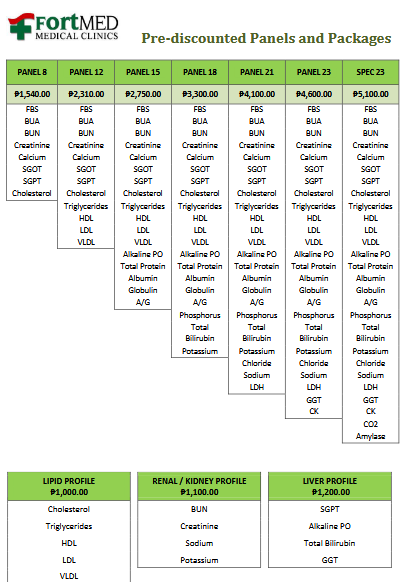 FORTMED
MEDICAL CLINICS
Pre-discounted Panels and Packages
PANEL 8 PANEL 12 PANEL 15 PANEL 18 PANEL 21 PANEL 23 SPEC 23
₱1,540.00 ₱2,310.00 ₱2,750.00 ₱3,300.00 ₱4,100.00 ₱4,600.00 ₱5,100.00
FBS FBS FBS FBS FBS FBS FBS
BUA BUA BUA BUA BUA BUA BUA
BUN BUN BUN BUN BUN BUN BUN
Creatinine Creatinine Creatinine Creatinine Creatinine Creatinine Creatinine
Calcium Calcium Calcium Calcium Calcium Calcium Calcium
SGOT SGOT SGOT SGOT SGOT SGOT SGOT
SGPT SGPT SGPT SGPT SGPT SGPT SGPT
Cholesterol Cholesterol Cholesterol Cholesterol Cholesterol Cholesterol Cholesterol
Triglycerides Triglycerides Triglycerides Triglycerides Triglycerides Triglycerides
HDL HDL HDL HDL HDL HDL
LDL LDL LDL LDL LDL LDL
VLDL VLDL VLDL VLDL VLDL VLDL
Alkaline PO Alkaline PO Alkaline PO Alkaline PO Alkaline PO
Total Protein Total Protein Total Protein Total Protein Total Protein
Albumin Albumin Albumin Albumin Albumin
Globulin Globulin Globulin Globulin Globulin
A/G A/G A/G A/G A/G
Phosphorus Phosphorus Phosphorus Phosphorus
Total Total Total Total
Bilirubin Bilirubin Bilirubin Bilirubin
Potassium Potassium Potassium Potassium
Chloride Chloride Chloride
Sodium Sodium Sodium
LDH LDH LDH
GGT GGT
CK CK
CO2
Amylase
LIPID PROFILE RENAL / KIDNEY PROFILE LIVER PROFILE
₱1,000.00 ₱1,100.00 ₱1,200.00
Cholesterol BUN SGPT
Triglycerides Creatinine Alkaline PO
HDL Sodium Total Bilirubin
LDL Potassium GGT
VLDL